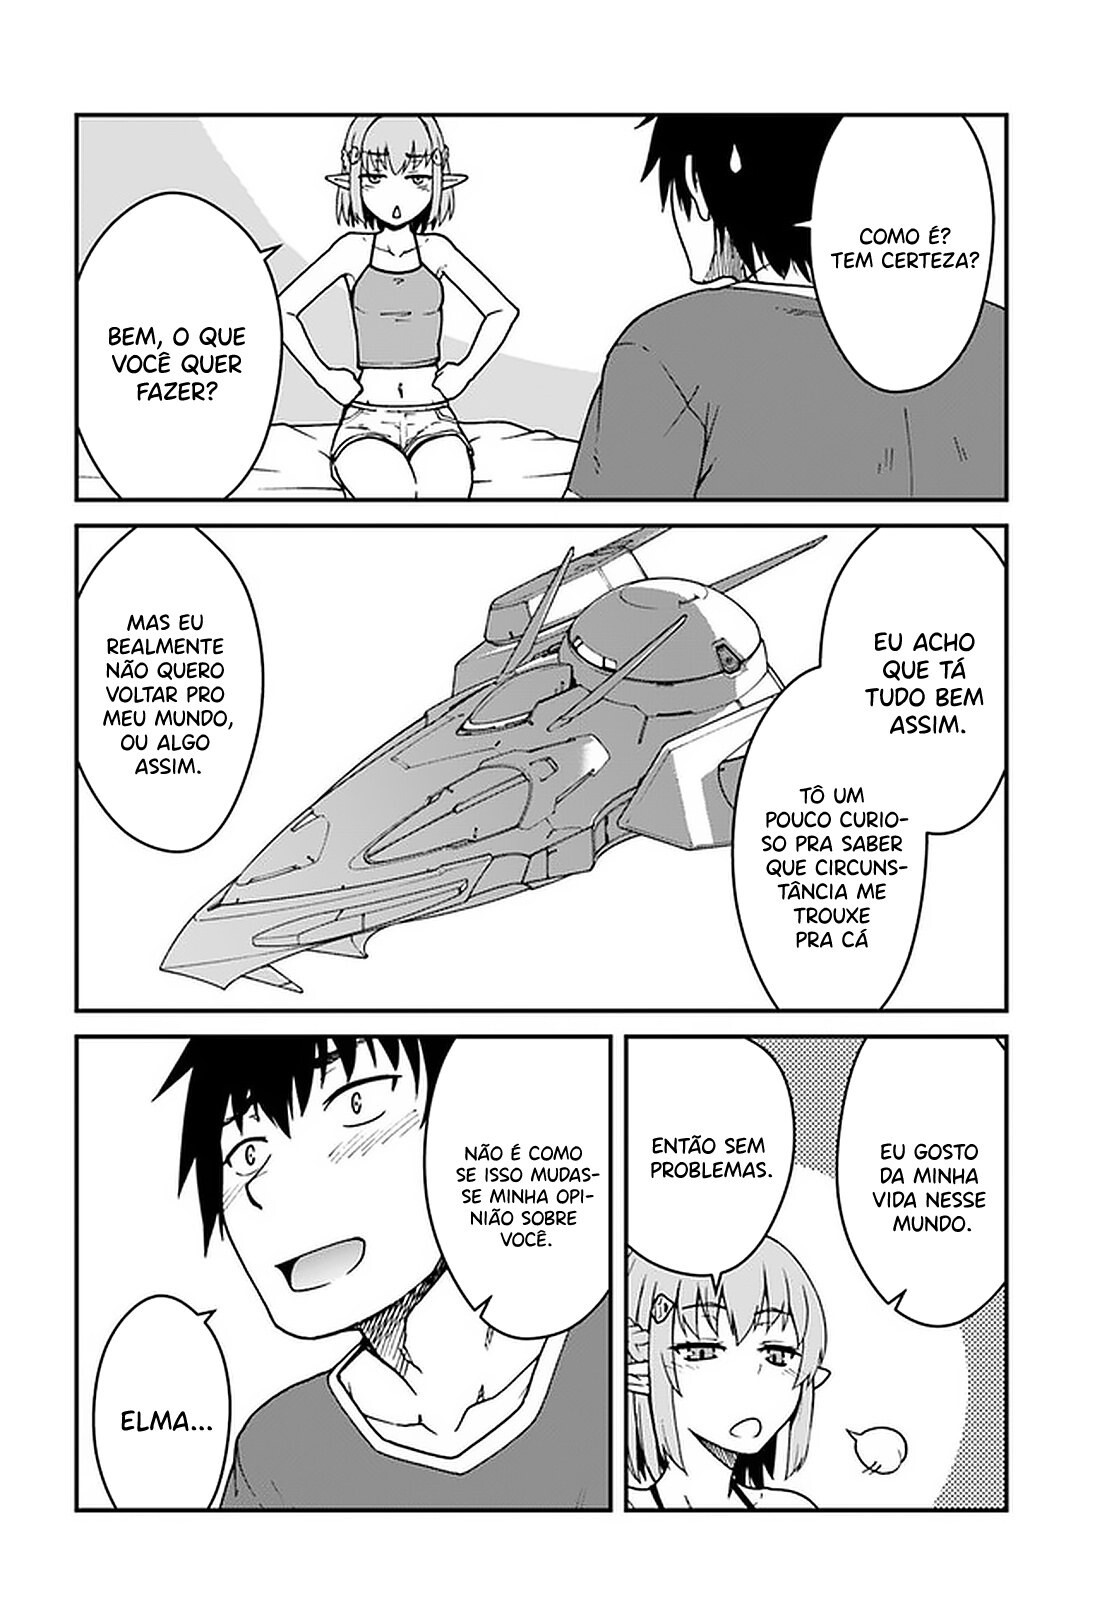 COMO É?
TEM CERTEZA?
BEM, O QUE
VOCÊ QUER
FAZER?
EU ACHO
QUE TÁ
TUDO BEM
ASSIM.
TÔ UM
POUCO CURIO-
SO PRA SABER
QUE CIRCUNS-
TÂNCIA ME
TROUXE
PRA CÁ
MAS EU
REALMENTE
NÃO QUERO
VOLTAR PRO
MEU MUNDO,
OU ALGO
ASSIM.
EU GOSTO
DA MINHA
VIDA NESSE
MUNDO.
ENTÃO SEM
PROBLEMAS.
NÃO É COMO
SE ISSO MUDAS-
SE MINHA OPI-
NIÃO SOBRE
VOCÊ.
ELMA...